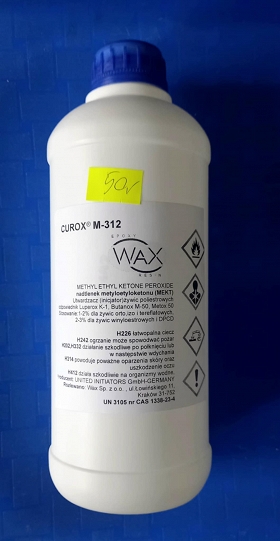 50,-
CUROX® M-312
EPOXY
WAX
RESIN
METHYL ETHYL KETONE PEROXIDE
nadtlenek metyloetyloketonu (MEKT)
Utwardzacz (inicjator)żywic poliestrowych
odpowiednik Luperox K-1, Butanox M-50, Metox 50
Dozowanie:1-2% dla żywic orto,izo i tereftalowych,
2-3% dla żywic winyloestrowych i DPCD
H226 łatwopalna ciecz
H242 ogrzanie może spowodować pożar
H302,H332 działanie szkodliwe po połknięciu lub
w następstwie wdychania
H314 powoduje poważne oparzenia skóry oraz
uszkodzenie oczu
H412 działa szkodliwie na organizmy wodne.
Producent: UNITED INITIATORS GmbH-GERMANY
Rozlewano: Wax Sp. z o.o. , ul.Łowińskiego 11,
Kraków 31-752
UN 3105 nr CAS 1338-23-4